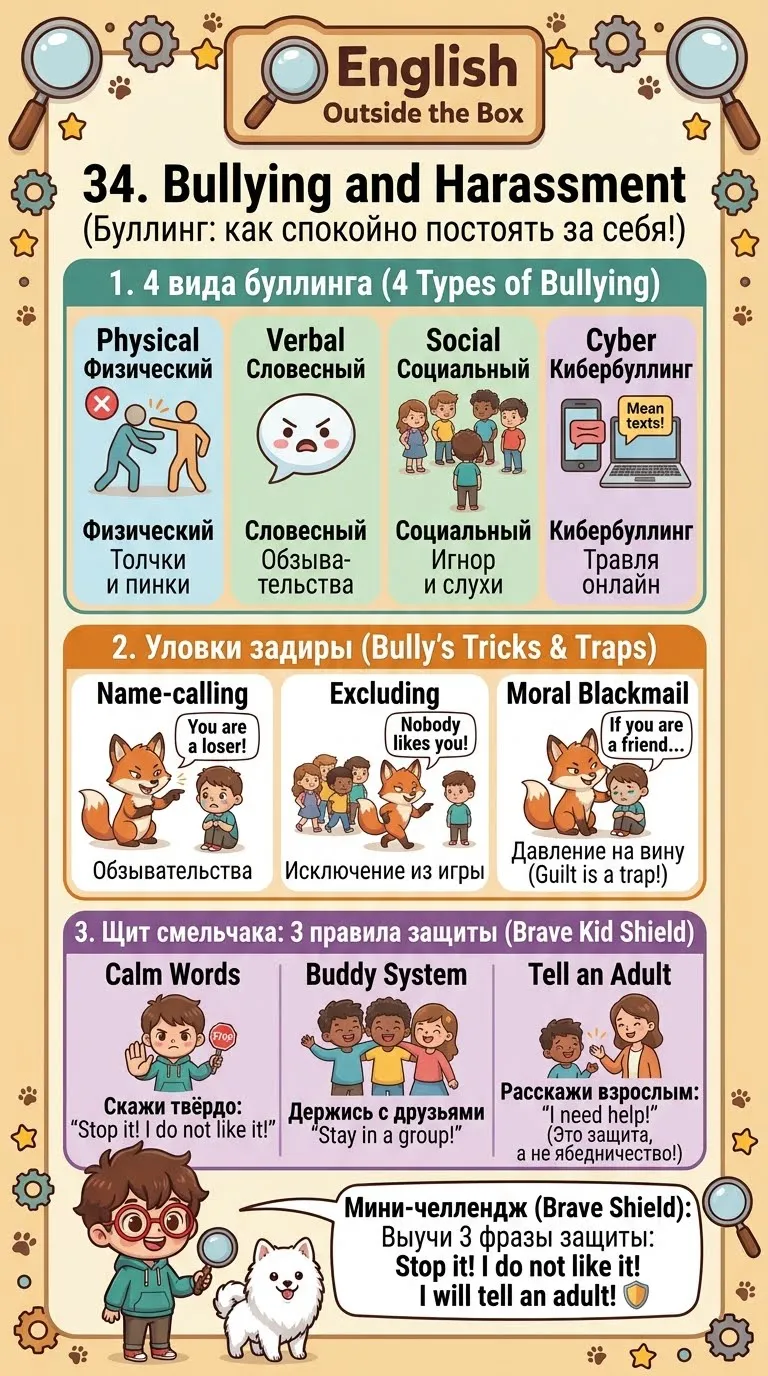 English
Outside the Box
34. Bullying and Harassment
(Буллинг: как спокойно постоять за себя!)
1. 4 вида буллинга (4 Types of Bullying)
Physical
Физический
Физический
Толчки
и пинки
Verbal
Словесный
Словесный
Обзыва-
тельства
Social
Социальный
Социальный
Игнор
и слухи
Cyber
Кибербуллинг
Mean
texts!
Кибербуллинг
Травля
онлайн
2. Уловки задиры (Bully's Tricks & Traps)
Name-calling
You are
a loser!
Обзывательства
Excluding
Nobody
likes you!
Исключение из игры
Moral Blackmail
If you are
a friend...
Давление на вину
(Guilt is a trap!)
3. Щит смельчака: 3 правила защиты (Brave Kid Shield)
Calm Words
Скажи твёрдо:
“Stop it! I do not like it!”
Buddy System
Держись с друзьями
“Stay in a group!”
Tell an Adult
Расскажи взрослым:
“I need help!”
(Это защита,
а не ябедничество!)
Мини-челлендж (Brave Shield):
Выучи 3 фразы защиты:
Stop it! I do not like it!
I will tell an adult!